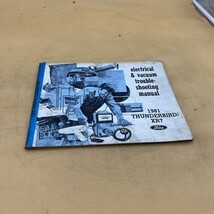 electrical
& vacuum
trouble-
shooting
manual
1981
THUNDERBIRD/
XR7
Ford